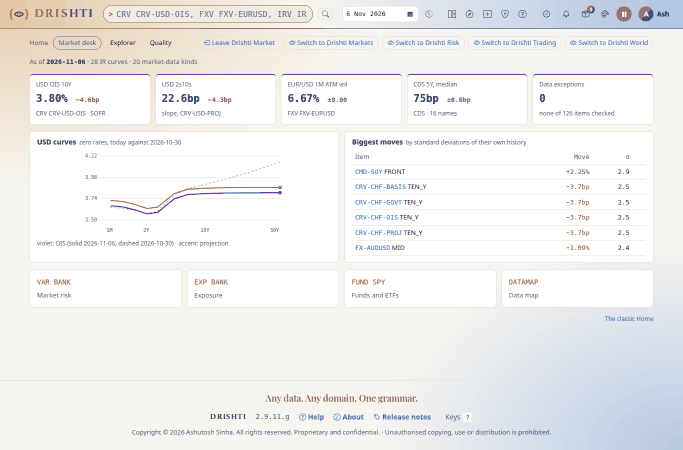 {👁} DRISHTI > CRV CRV-USD-OIS, FXV FXV-EURUSD, IRV IR 6 Nov 2026 A Ash
Home Market desk Explorer Quality Leave Drishti Market Switch to Drishti Markets Switch to Drishti Risk Switch to Drishti Trading Switch to Drishti World
As of 2026-11-06 · 28 IR curves · 20 market-data kinds
USD OIS 10Y
3.80% −4.6bp
CRV CRV-USD-OIS · SOFR
USD 2s10s
22.6bp −4.3bp
slope, CRV-USD-PROJ
EUR/USD 1M ATM vol
6.67% ±0.00
FXV FXV-EURUSD
CDS 5Y, median
75bp ±0.0bp
CDS · 16 names
Data exceptions
0
none of 126 items checked
USD curves zero rates, today against 2026-10-30
4.22
3.98
3.74
3.50
1M 2Y 10Y 50Y
violet: OIS (solid 2026-11-06, dashed 2026-10-30) · accent: projection
Biggest moves by standard deviations of their own history
Item Move σ
CMD-SOY FRONT +2.25% 2.9
CRV-CHF-BASIS TEN_Y −3.7bp 2.5
CRV-CHF-GOVT TEN_Y −3.7bp 2.5
CRV-CHF-OIS TEN_Y −3.7bp 2.5
CRV-CHF-PROJ TEN_Y −3.7bp 2.5
FX-AUDUSD MID −1.09% 2.4
VAR BANK
Market risk
EXP BANK
Exposure
FUND SPY
Funds and ETFs
DATAMAP
Data map
The classic Home
Any data. Any domain. One grammar.
DRISHTI 2.9.11.g Help About Release notes Keys ?
Copyright © 2026 Ashutosh Sinha. All rights reserved. Proprietary and confidential. · Unauthorised copying, use or distribution is prohibited.